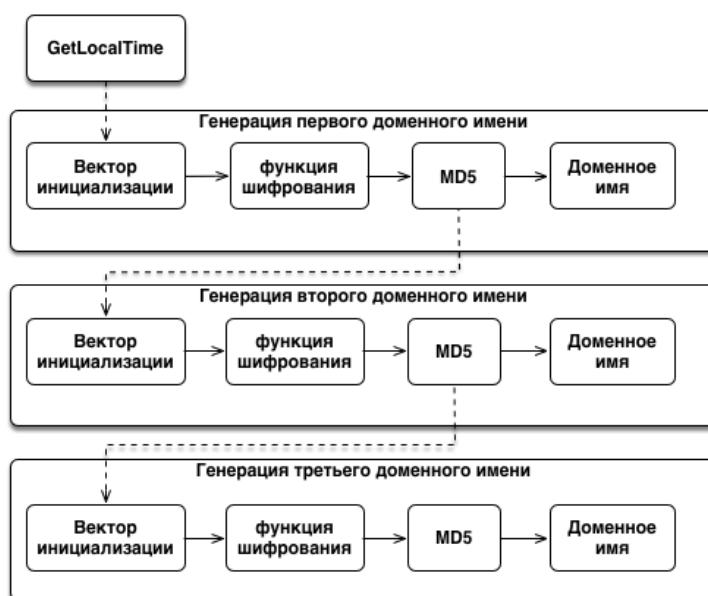 GetLocalTime
Генерация первого доменного имени
Вектор
инициализации
функция
шифрования
MD5
Доменное
имя
Генерация второго доменного имени
Вектор
инициализации
функция
шифрования
MD5
Доменное
имя
Генерация третьего доменного имени
Вектор
инициализации
функция
шифрования
MD5
Доменное
имя